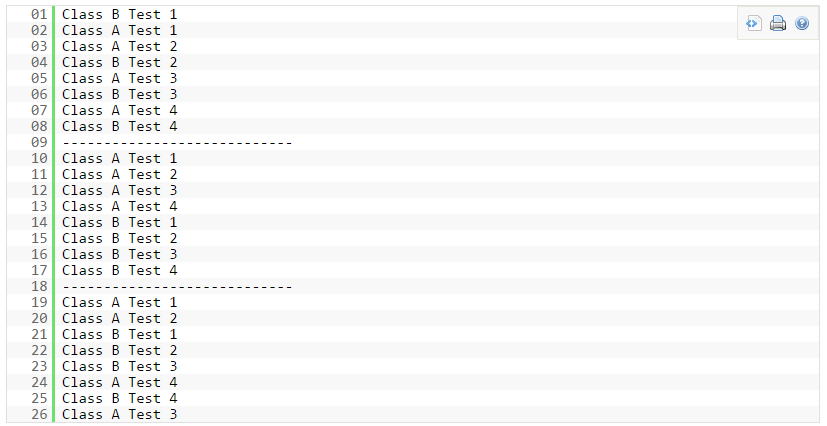 01 Class B Test 1
02 Class A Test 1
03 Class A Test 2
04 Class B Test 2
05 Class A Test 3
06 Class B Test 3
07 Class A Test 4
08 Class B Test 4
09 ----------------------------
10 Class A Test 1
11 Class A Test 2
12 Class A Test 3
13 Class A Test 4
14 Class B Test 1
15 Class B Test 2
16 Class B Test 3
17 Class B Test 4
18 ----------------------------
19 Class A Test 1
20 Class A Test 2
21 Class B Test 1
22 Class B Test 2
23 Class B Test 3
24 Class A Test 4
25 Class B Test 4
26 Class A Test 3